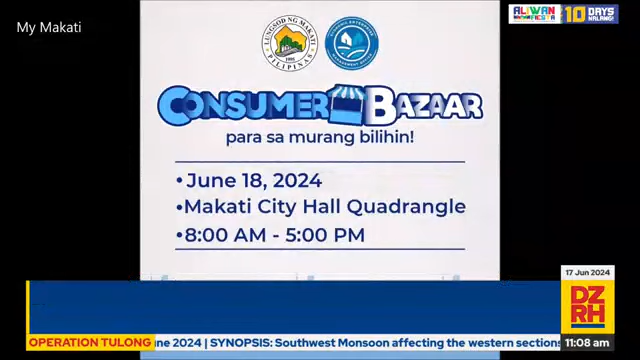 My Makati
ALIWAN
FIESTA
10 DAYS
NALANG!
LUNGSOD NG MAKATI
PILIPINAS
CONSUMER BAZAAR
para sa murang bilihin!
•June 18, 2024
•Makati City Hall Quadrangle
•8:00 AM - 5:00 PM
17 Jun 2024
DZ
RH
11:08 am
OPERATION TULONG
une 2024 | SYNOPSIS: Southwest Monsoon affecting the western sections